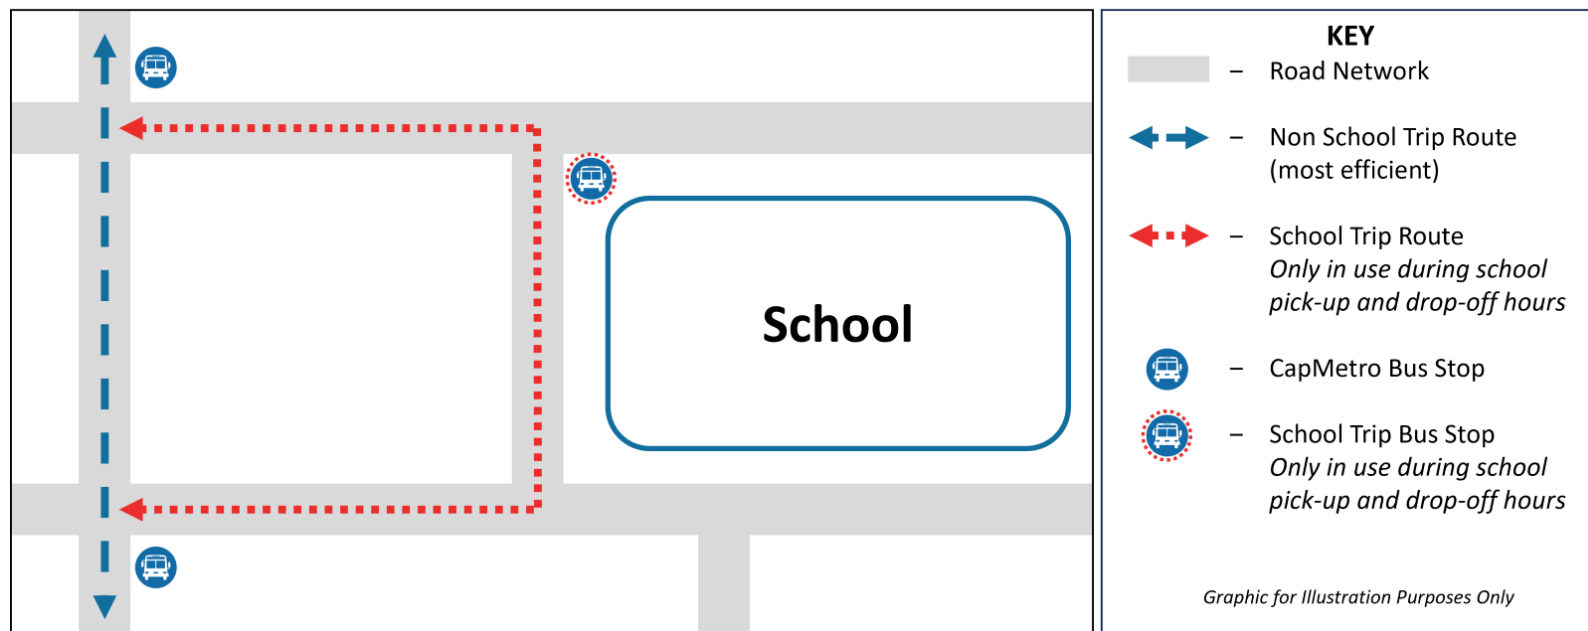 School
KEY
– Road Network
– Non School Trip Route
(most efficient)
– School Trip Route
Only in use during school
pick-up and drop-off hours
– CapMetro Bus Stop
– School Trip Bus Stop
Only in use during school
pick-up and drop-off hours
Graphic for Illustration Purposes Only